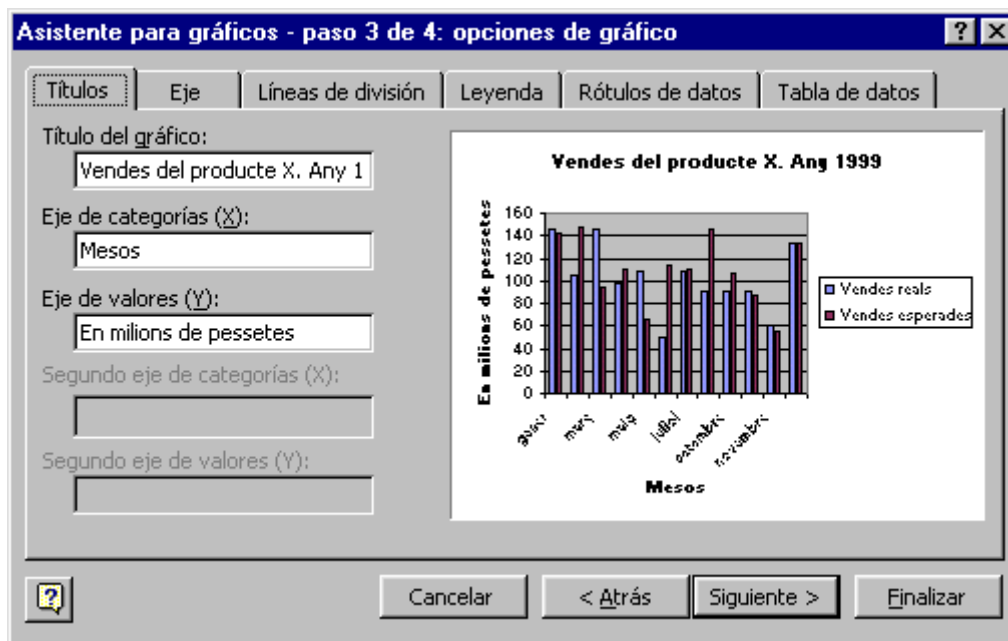 Asistente para gráficos - paso 3 de 4: opciones de gráfico
Títulos Eje Líneas de división Leyenda Rótulos de datos Tabla de datos
Título del gráfico:
Vendes del producte X. Any 1
Eje de categorías (X):
Mesos
Eje de valores (Y):
En milions de pessetes
Segundo eje de categorías (X):
Segundo eje de valores (Y):
Vendes del producte X. Any 1999
En milions de pessetes
160
140
120
100
80
60
40
20
0
gener març maig juliol setembre novembre
Mesos
Vendes reals
Vendes esperades
Cancelar < Atrás Siguiente > Finalizar